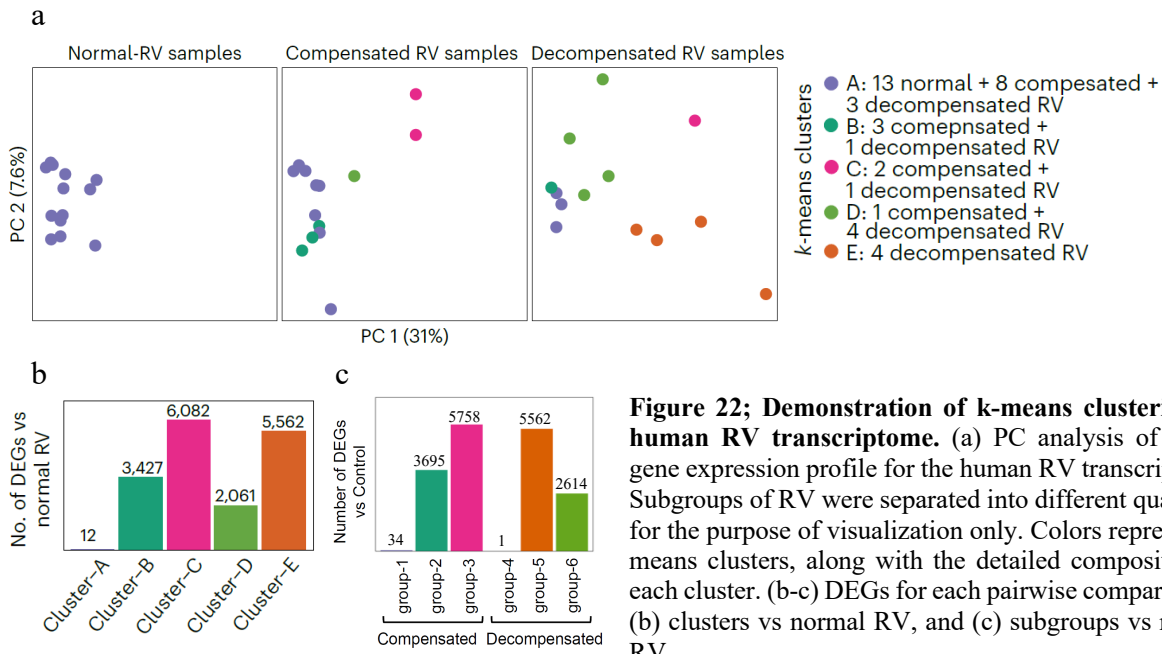 a
Normal-RV samples
Compensated RV samples
Decompensated RV samples
PC 2 (7.6%)
PC 1 (31%)
k-means clusters
A: 13 normal + 8 compesated +
3 decompensated RV
B: 3 comepnsated +
1 decompensated RV
C: 2 compensated +
1 decompensated RV
D: 1 compensated +
4 decompensated RV
E: 4 decompensated RV
b
No. of DEGs vs
normal RV
12
3,427
6,082
2,061
5,562
Cluster–A
Cluster–B
Cluster–C
Cluster–D
Cluster–E
c
Number of DEGs
vs Control
34
3695
5758
1
5562
2614
group-1
group-2
group-3
group-4
group-5
group-6
Compensated
Decompensated
Figure 22; Demonstration of k-means cluster
human RV transcriptome. (a) PC analysis of
gene expression profile for the human RV transcri
Subgroups of RV were separated into different qua
for the purpose of visualization only. Colors repre
means clusters, along with the detailed composi
each cluster. (b-c) DEGs for each pairwise compar
(b) clusters vs normal RV, and (c) subgroups vs
RV